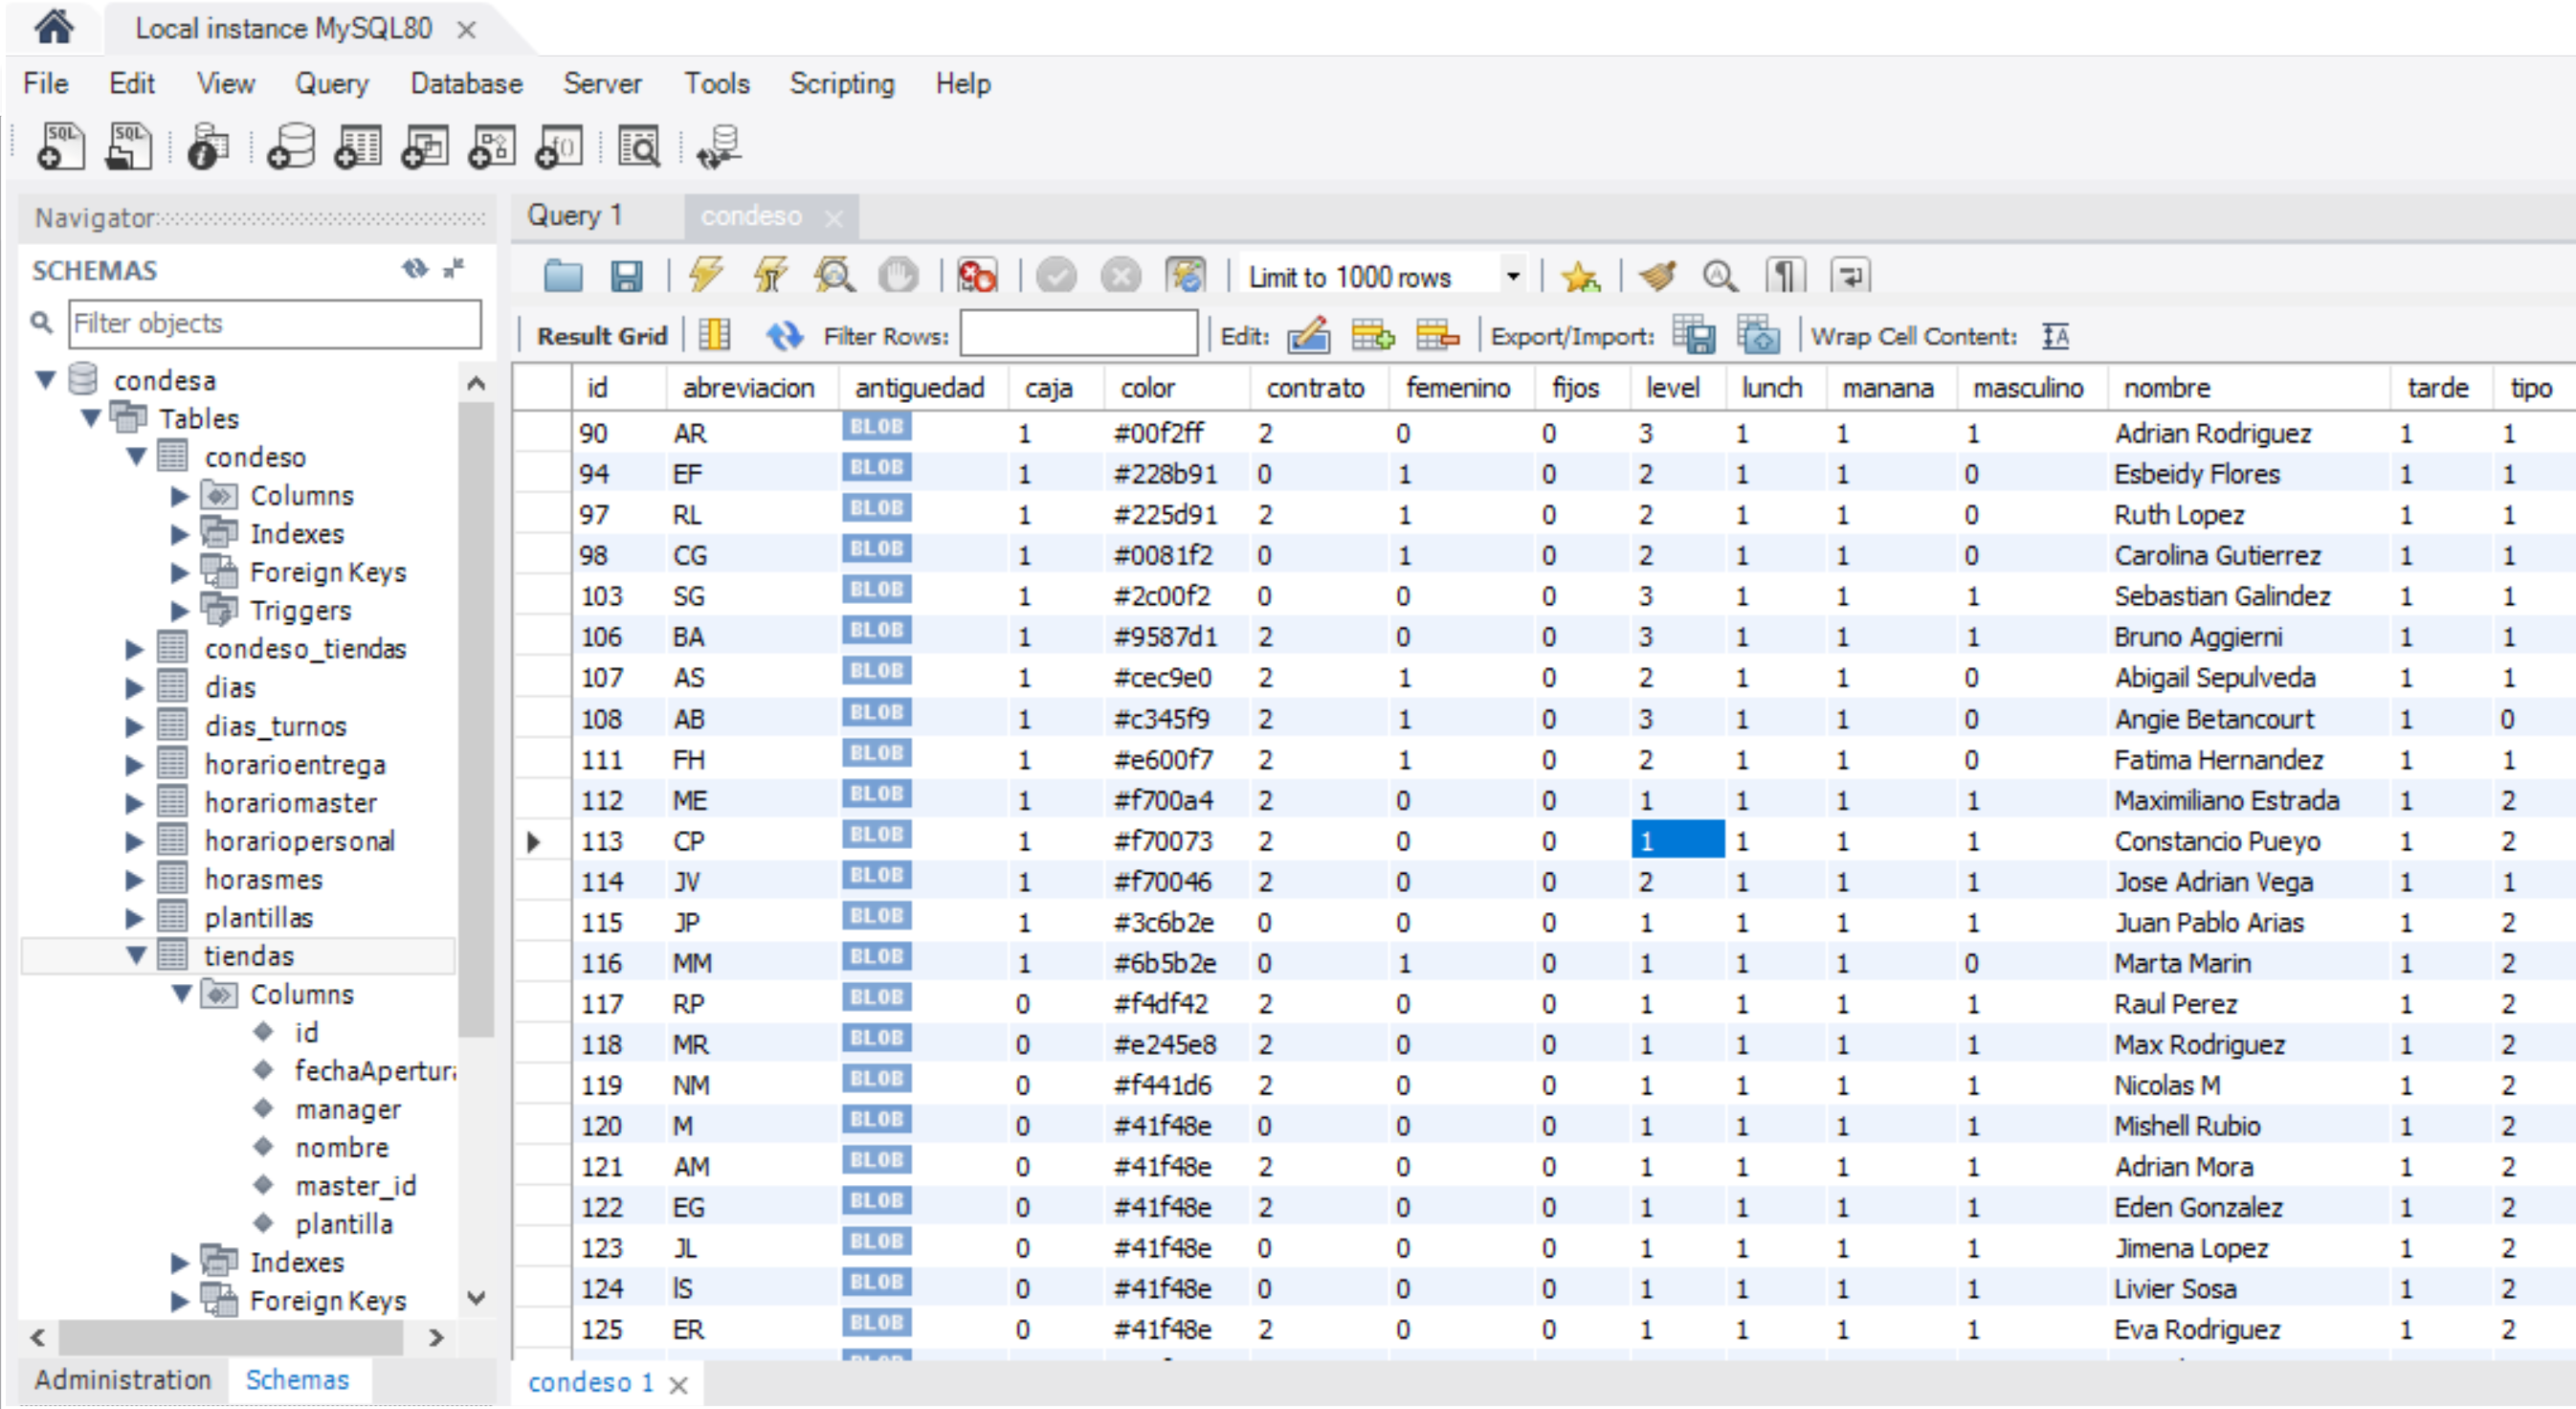 Local instance MySQL80
File Edit View Query Database Server Tools Scripting Help
Navigator
SCHEMAS
Filter objects
condesa
Tables
condeso
Columns
Indexes
Foreign Keys
Triggers
condeso_tiendas
dias
dias_turnos
horarioentrega
horariomaster
horariopersonal
horasmes
plantillas
tiendas
Columns
id
fechaApertura
manager
nombre
master_id
plantilla
Indexes
Foreign Keys
Administration Schemas
Query 1 condeso
Limit to 1000 rows
Result Grid Filter Rows: Edit: Export/Import: Wrap Cell Content:
id abreviacion antiguedad caja color contrato femenino fijos level lunch manana masculino nombre tarde tipo
90 AR BLOB 1 #00f2ff 2 0 0 3 1 1 1 Adrian Rodriguez 1 1
94 EF BLOB 1 #228b91 0 1 0 2 1 1 0 Esbeidy Flores 1 1
97 RL BLOB 1 #225d91 2 1 0 2 1 1 0 Ruth Lopez 1 1
98 CG BLOB 1 #0081f2 0 1 0 2 1 1 0 Carolina Gutierrez 1 1
103 SG BLOB 1 #2c00f2 0 0 0 3 1 1 1 Sebastian Galindez 1 1
106 BA BLOB 1 #9587d1 2 0 0 3 1 1 1 Bruno Aggierni 1 1
107 AS BLOB 1 #cec9e0 2 1 0 2 1 1 0 Abigail Sepulveda 1 1
108 AB BLOB 1 #c345f9 2 1 0 3 1 1 0 Angie Betancourt 1 0
111 FH BLOB 1 #e600f7 2 1 0 2 1 1 0 Fatima Hernandez 1 1
112 ME BLOB 1 #f700a4 2 0 0 1 1 1 1 Maximiliano Estrada 1 2
113 CP BLOB 1 #f70073 2 0 0 1 1 1 1 Constancio Pueyo 1 2
114 JV BLOB 1 #f70046 2 0 0 2 1 1 1 Jose Adrian Vega 1 1
115 JP BLOB 1 #3c6b2e 0 0 0 1 1 1 1 Juan Pablo Arias 1 2
116 MM BLOB 1 #6b5b2e 0 1 0 1 1 1 0 Marta Marin 1 2
117 RP BLOB 0 #f4df42 2 0 0 1 1 1 1 Raul Perez 1 2
118 MR BLOB 0 #e245e8 2 0 0 1 1 1 1 Max Rodriguez 1 2
119 NM BLOB 0 #f441d6 2 0 0 1 1 1 1 Nicolas M 1 2
120 M BLOB 0 #41f48e 0 0 0 1 1 1 1 Mishell Rubio 1 2
121 AM BLOB 0 #41f48e 2 0 0 1 1 1 1 Adrian Mora 1 2
122 EG BLOB 0 #41f48e 2 0 0 1 1 1 1 Eden Gonzalez 1 2
123 JL BLOB 0 #41f48e 0 0 0 1 1 1 1 Jimena Lopez 1 2
124 lS BLOB 0 #41f48e 0 0 0 1 1 1 1 Livier Sosa 1 2
125 ER BLOB 0 #41f48e 2 0 0 1 1 1 1 Eva Rodriguez 1 2
condeso 1